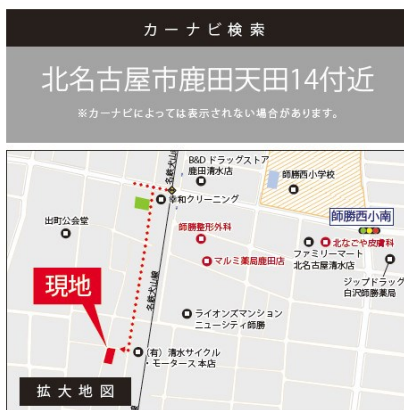 カーナビ検索
北名古屋市鹿田天田14付近
※カーナビによっては表示されない場合があります。
B&D ドラッグストア
鹿田清水店
名鉄犬山線
師勝西小学校
幸和クリーニング
師勝西小南
出町公会堂
師勝整形外科
北なごや皮膚科
ファミリーマート
北名古屋清水店
マルミ薬局鹿田店
ジップドラッグ
白沢師勝薬局
名鉄犬山線
現地
ライオンズマンション
ニューシティ師勝
(有) 清水サイクル
・モータース 本店
拡大地図